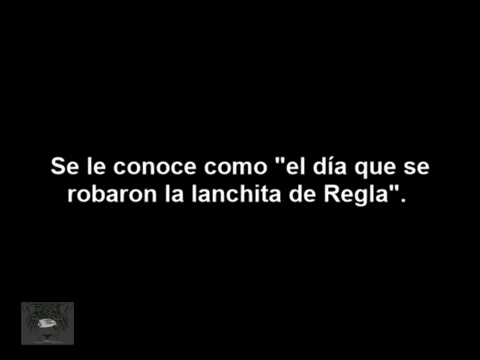 Se le conoce como "el día que se
robaron la lanchita de Regla".